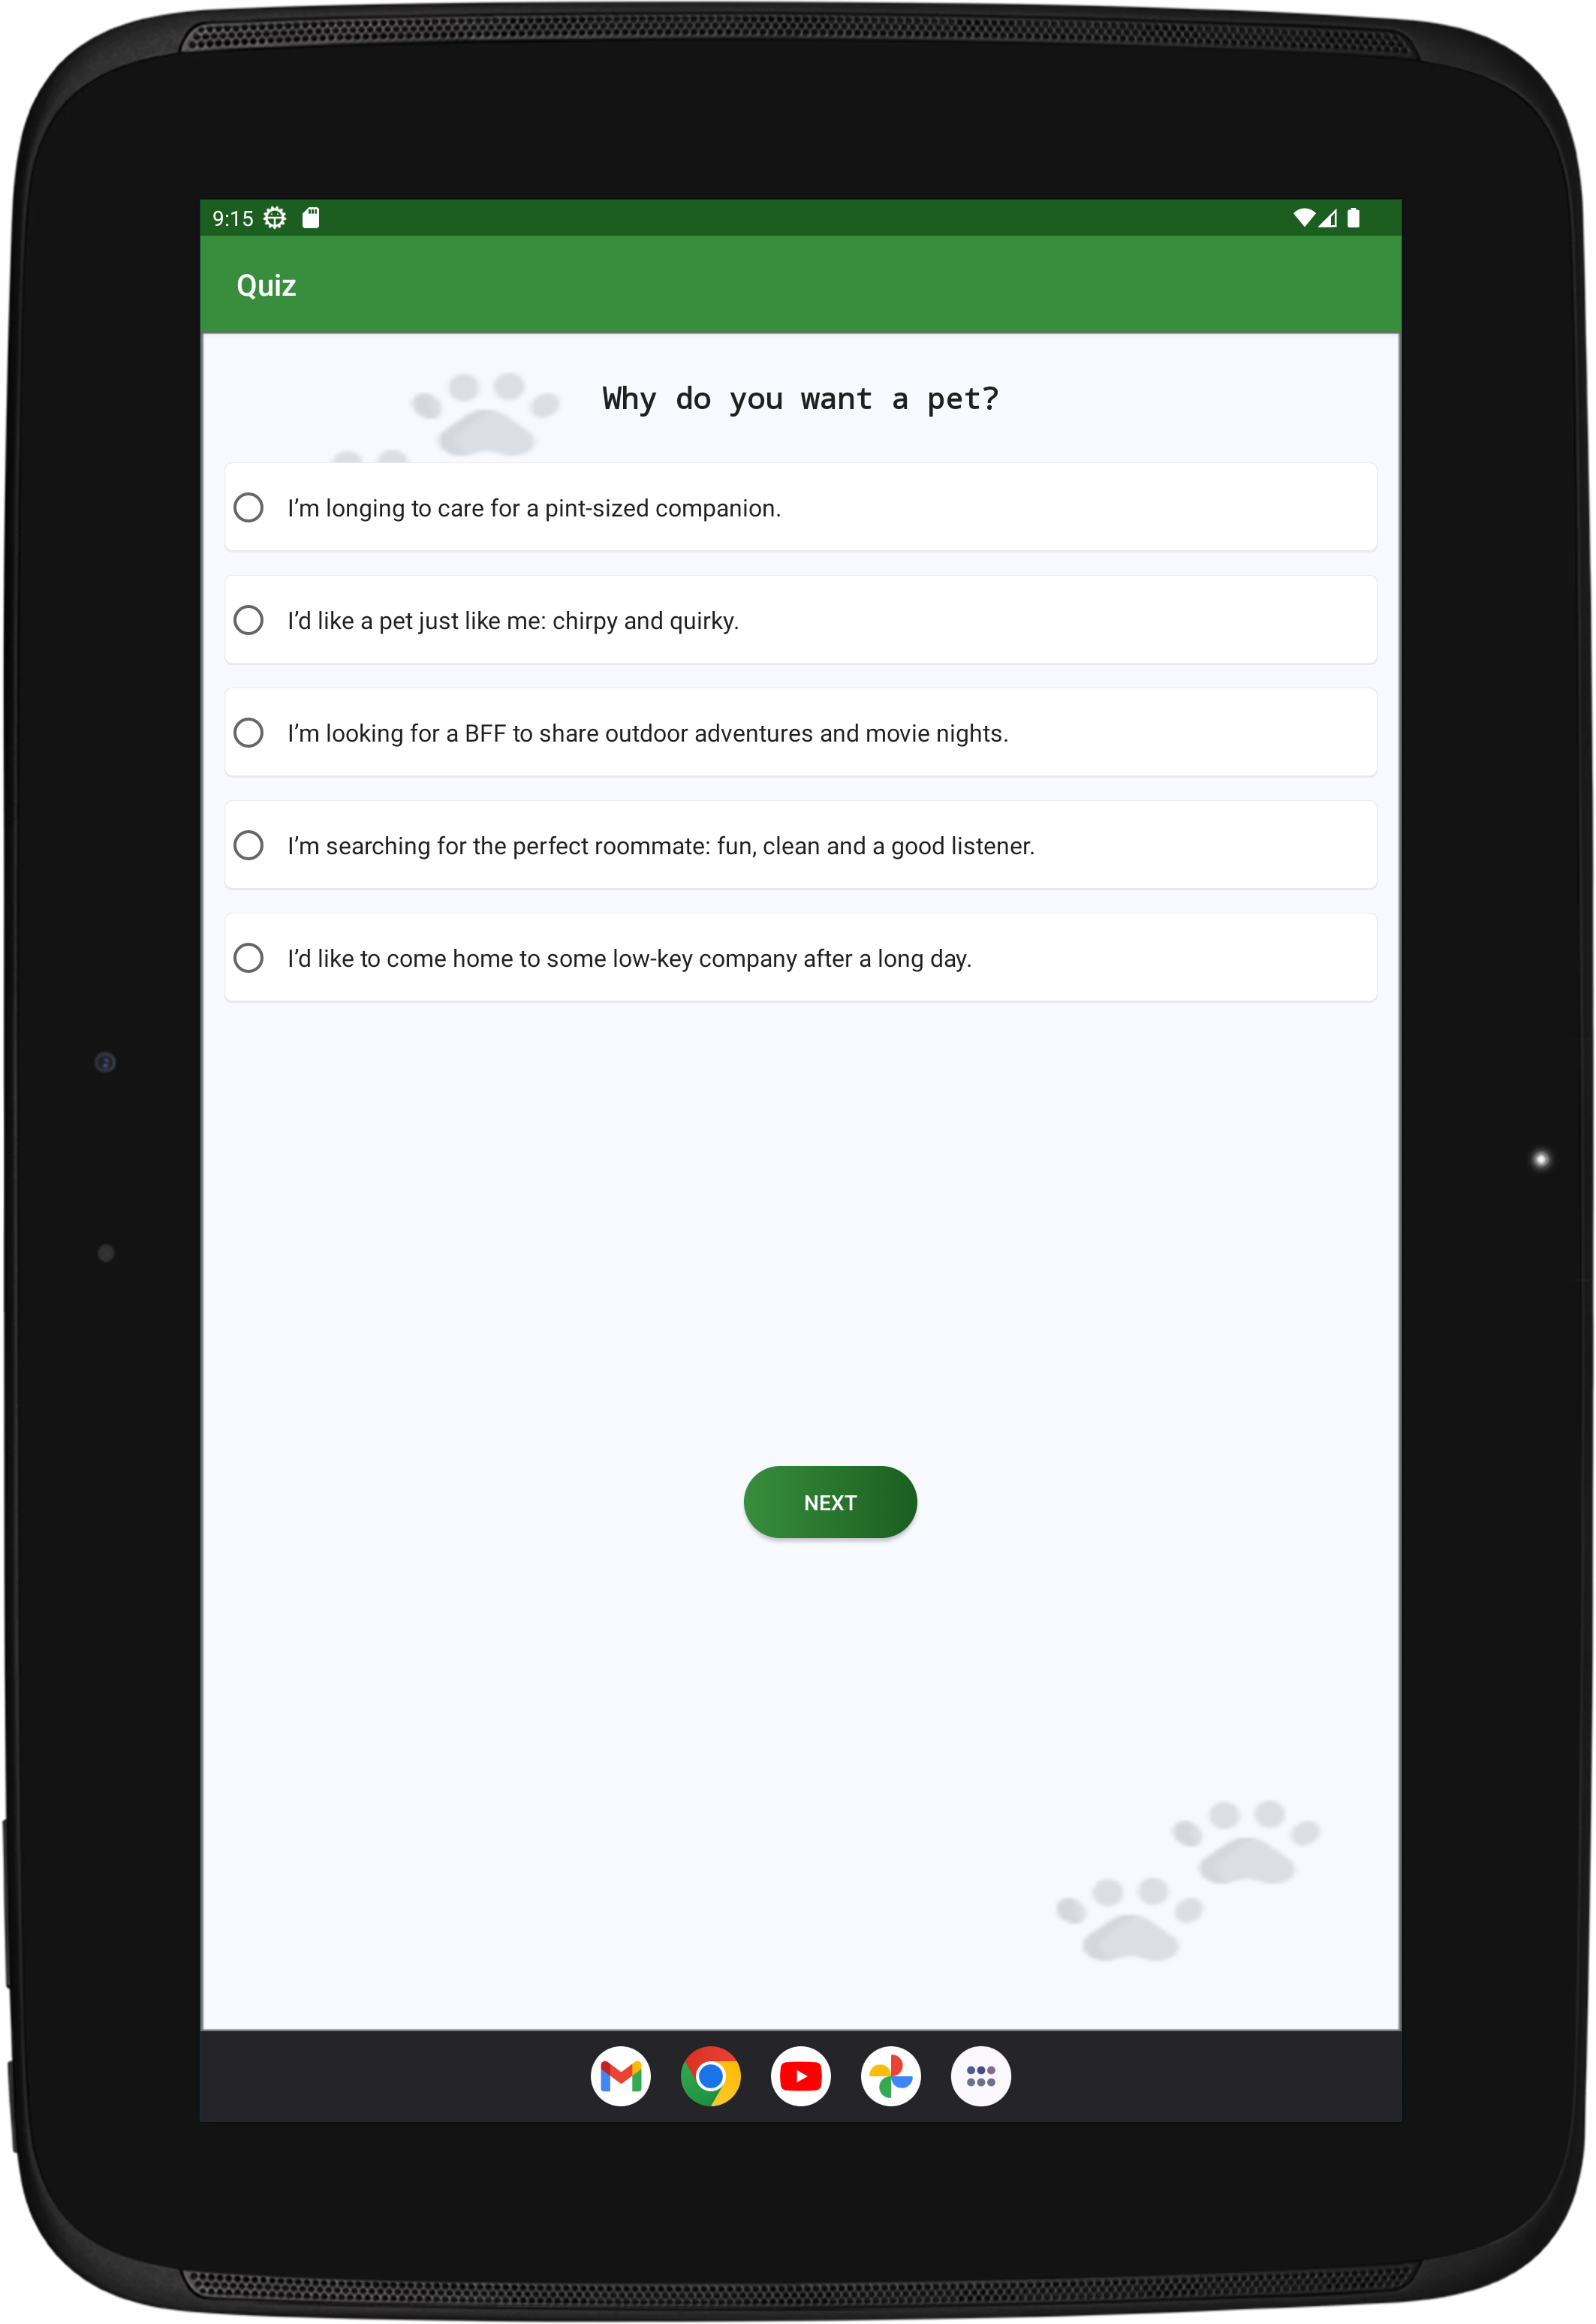 9:15
Quiz
Why do you want a pet?
I’m longing to care for a pint-sized companion.
I’d like a pet just like me: chirpy and quirky.
I’m looking for a BFF to share outdoor adventures and movie nights.
I’m searching for the perfect roommate: fun, clean and a good listener.
I’d like to come home to some low-key company after a long day.
NEXT